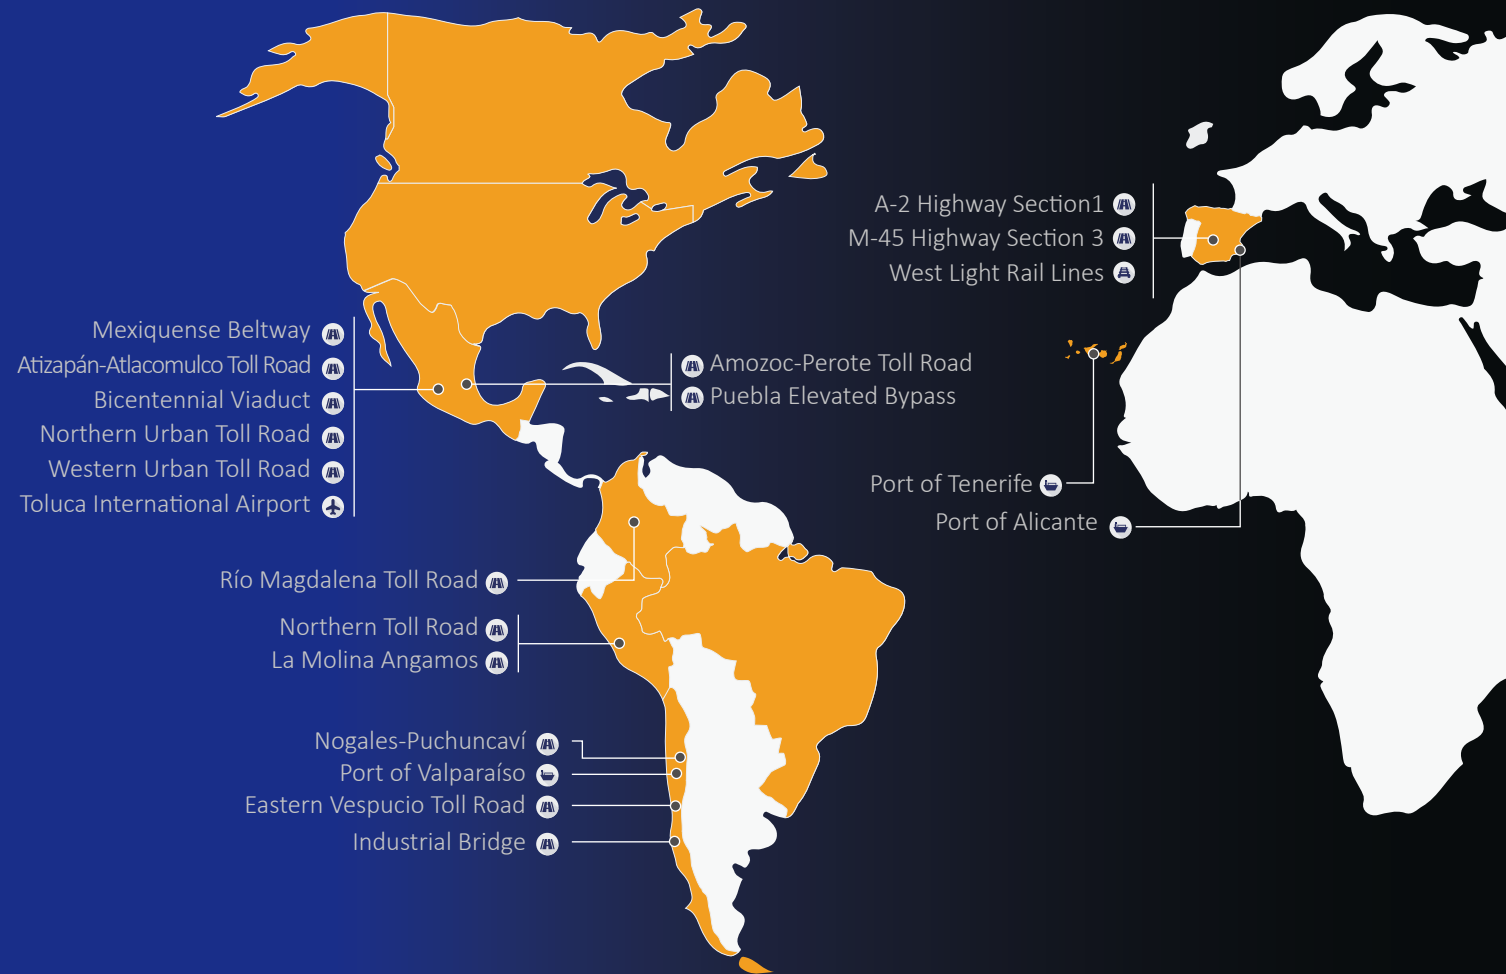 A-2 Highway Section1
M-45 Highway Section 3
West Light Rail Lines
Mexiquense Beltway
Atizapán-Atlacomulco Toll Road
Bicentennial Viaduct
Northern Urban Toll Road
Western Urban Toll Road
Toluca International Airport
Amozoc-Perote Toll Road
Puebla Elevated Bypass
Port of Tenerife
Port of Alicante
Río Magdalena Toll Road
Northern Toll Road
La Molina Angamos
Nogales-Puchuncaví
Port of Valparaíso
Eastern Vespucio Toll Road
Industrial Bridge